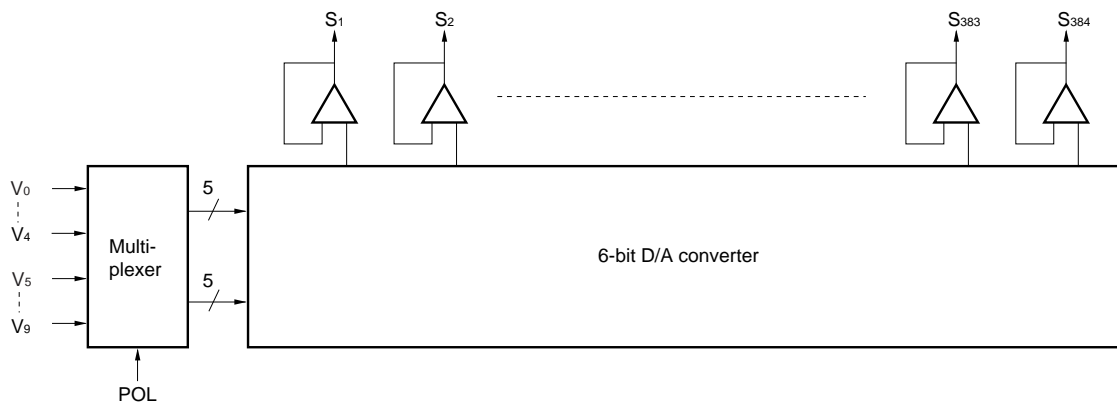 S1 S2 S383 S384
V0
V4
V5
V9
Multi-
plexer
5
5
6-bit D/A converter
POL